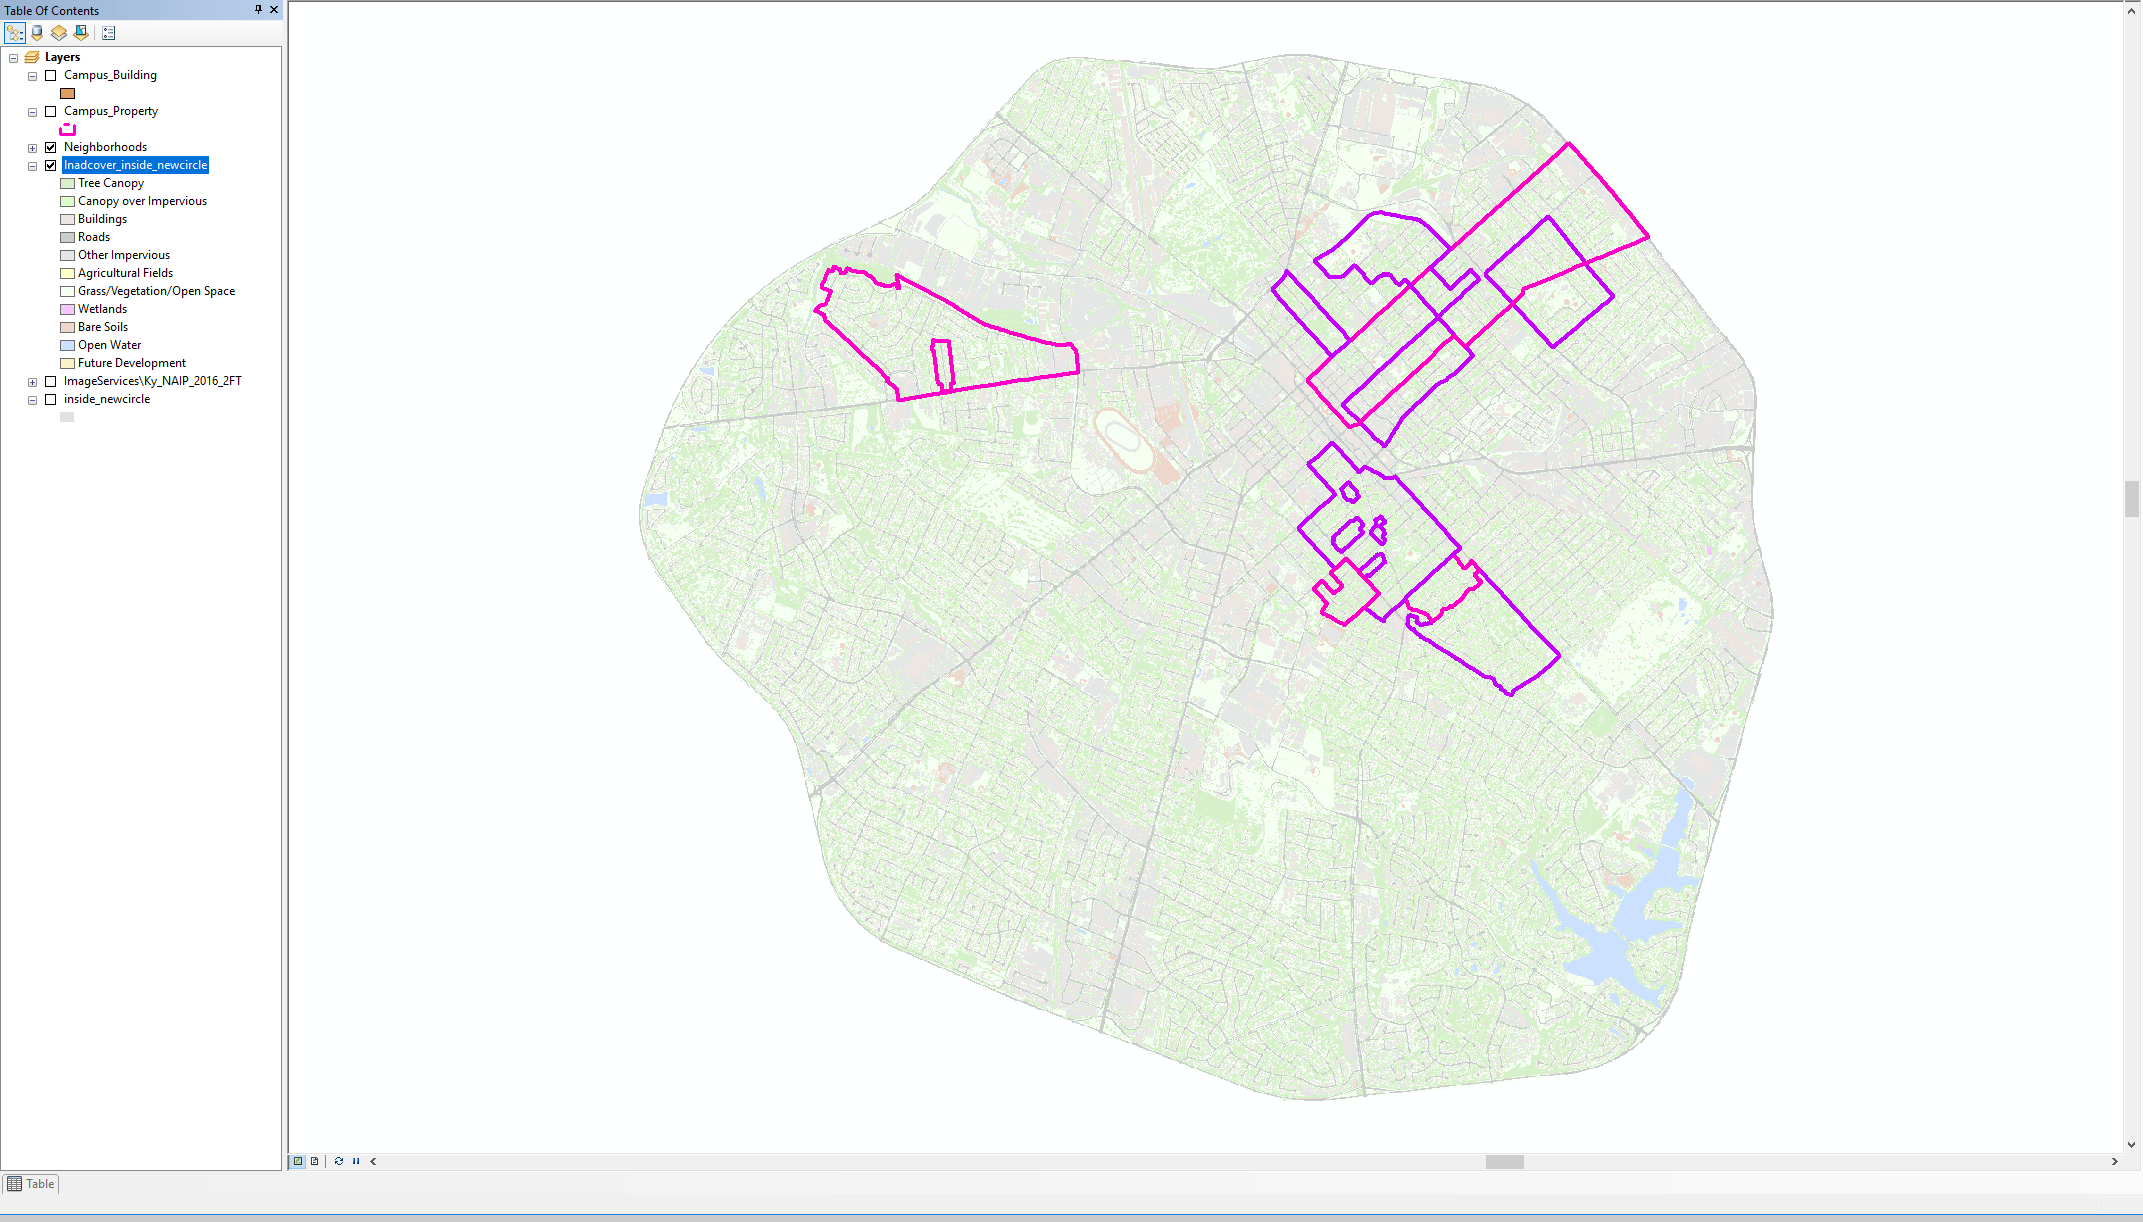 Table Of Contents
Layers
Campus_Building
Campus_Property
Neighborhoods
lnadcover_inside_newcircle
Tree Canopy
Canopy over Impervious
Buildings
Roads
Other Impervious
Agricultural Fields
Grass/Vegetation/Open Space
Wetlands
Bare Soils
Open Water
Future Development
ImageServices\Ky_NAIP_2016_2FT
inside_newcircle
Table